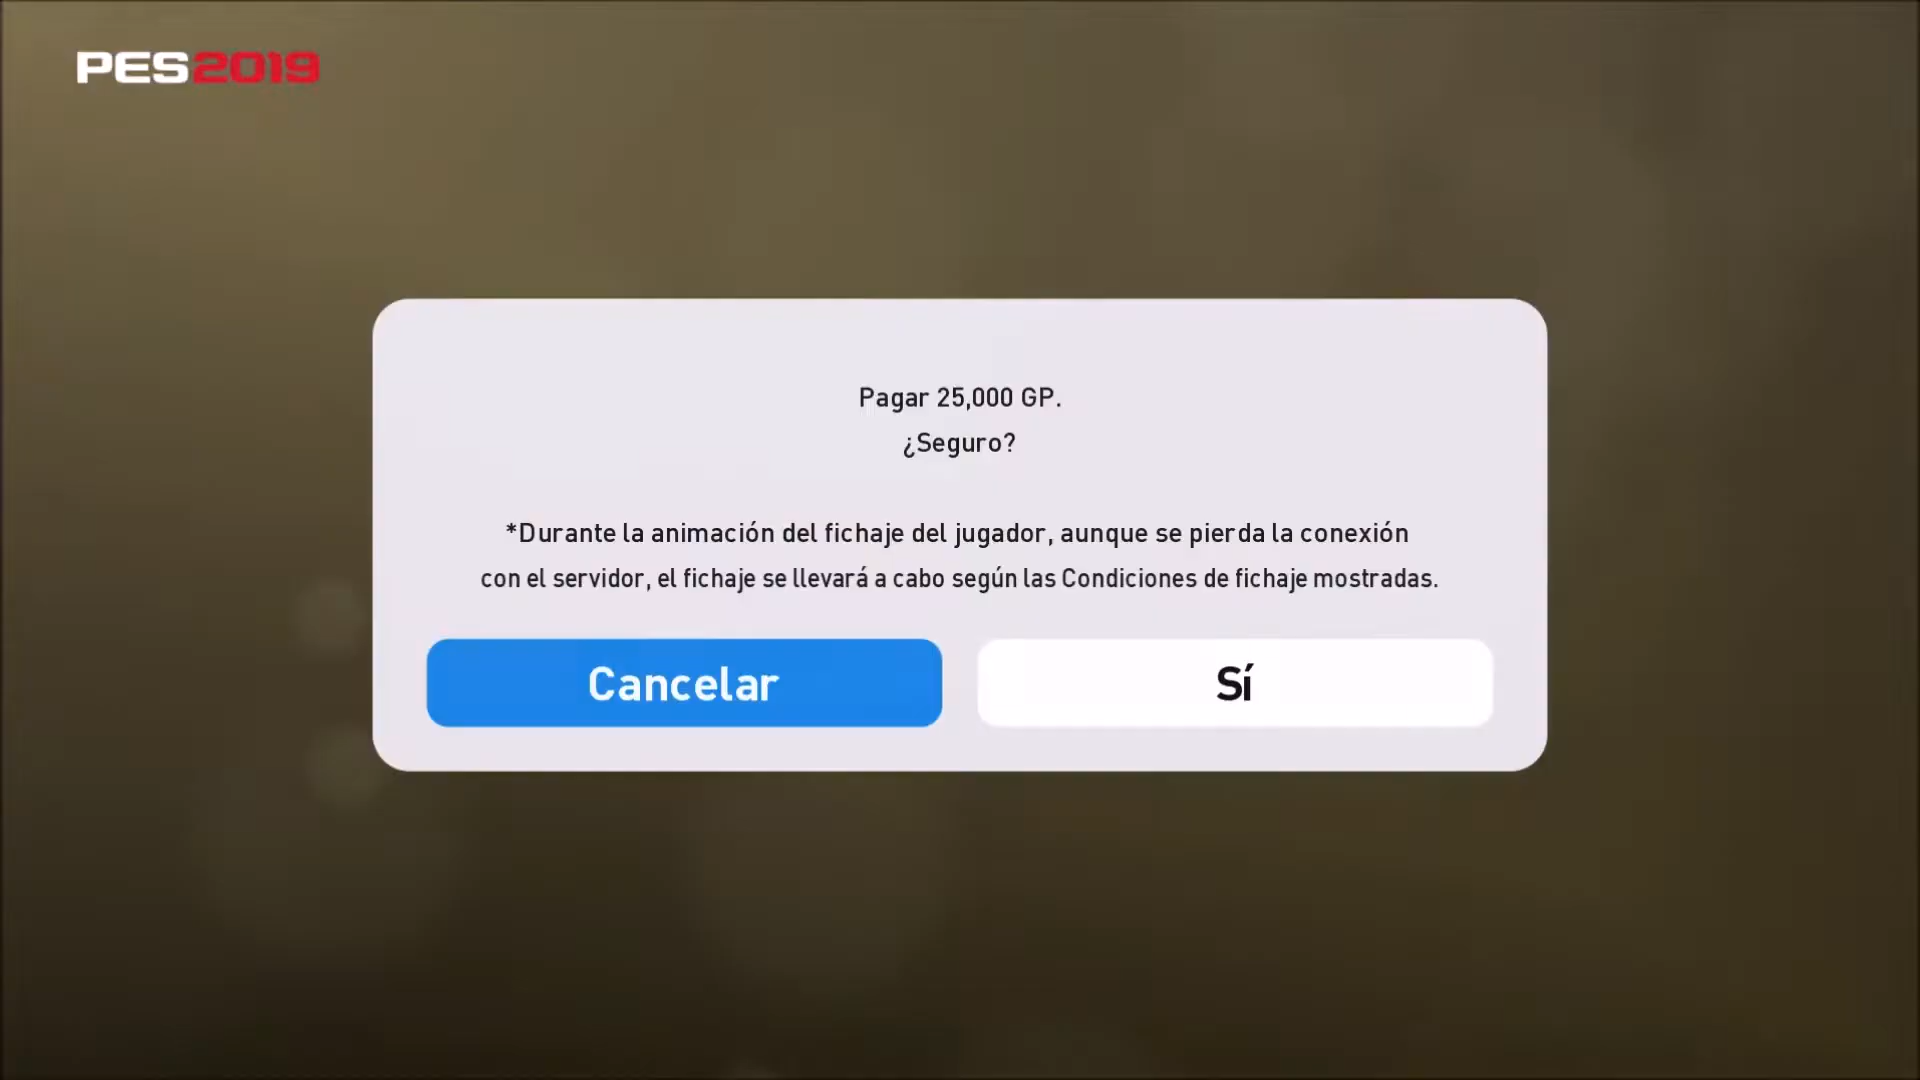 PES2019
Pagar 25,000 GP.
¿Seguro?
*Durante la animación del fichaje del jugador, aunque se pierda la conexión
con el servidor, el fichaje se llevará a cabo según las Condiciones de fichaje mostradas.
Cancelar
Sí